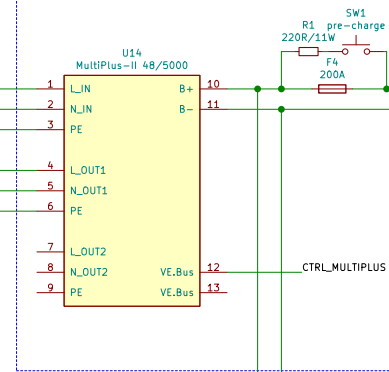 SW1
R1 pre-charge
220R/11W
F4
200A
U14
MultiPlus-II 48/5000
1 L_IN B+ 10
2 N_IN B- 11
3 PE
4 L_OUT1
5 N_OUT1
6 PE
7 L_OUT2
8 N_OUT2 VE.Bus 12 CTRL_MULTIPLUS
9 PE VE.Bus 13